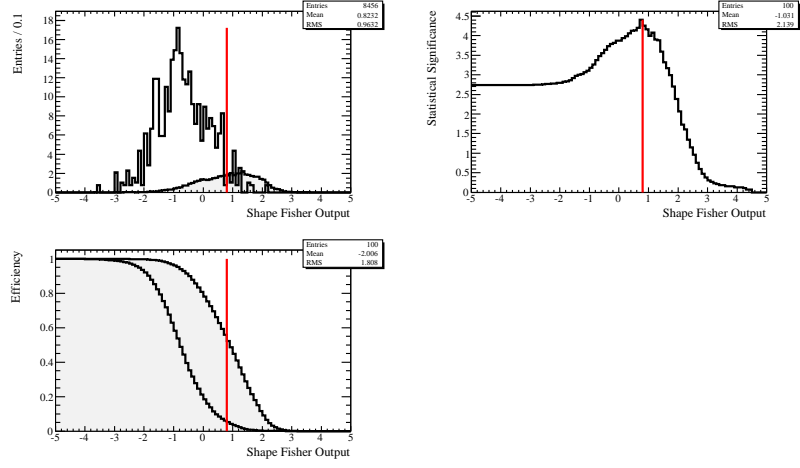 Entries 8456
Mean 0.8232
RMS 0.9632
Entries / 0.1
18
16
14
12
10
8
6
4
2
0
-5 -4 -3 -2 -1 0 1 2 3 4 5
Shape Fisher Output
Entries 100
Mean -1.031
RMS 2.139
Statistical Significance
4.5
4
3.5
3
2.5
2
1.5
1
0.5
0
-5 -4 -3 -2 -1 0 1 2 3 4 5
Shape Fisher Output
Entries 100
Mean -2.006
RMS 1.808
Efficiency
1
0.8
0.6
0.4
0.2
0
-5 -4 -3 -2 -1 0 1 2 3 4 5
Shape Fisher Output